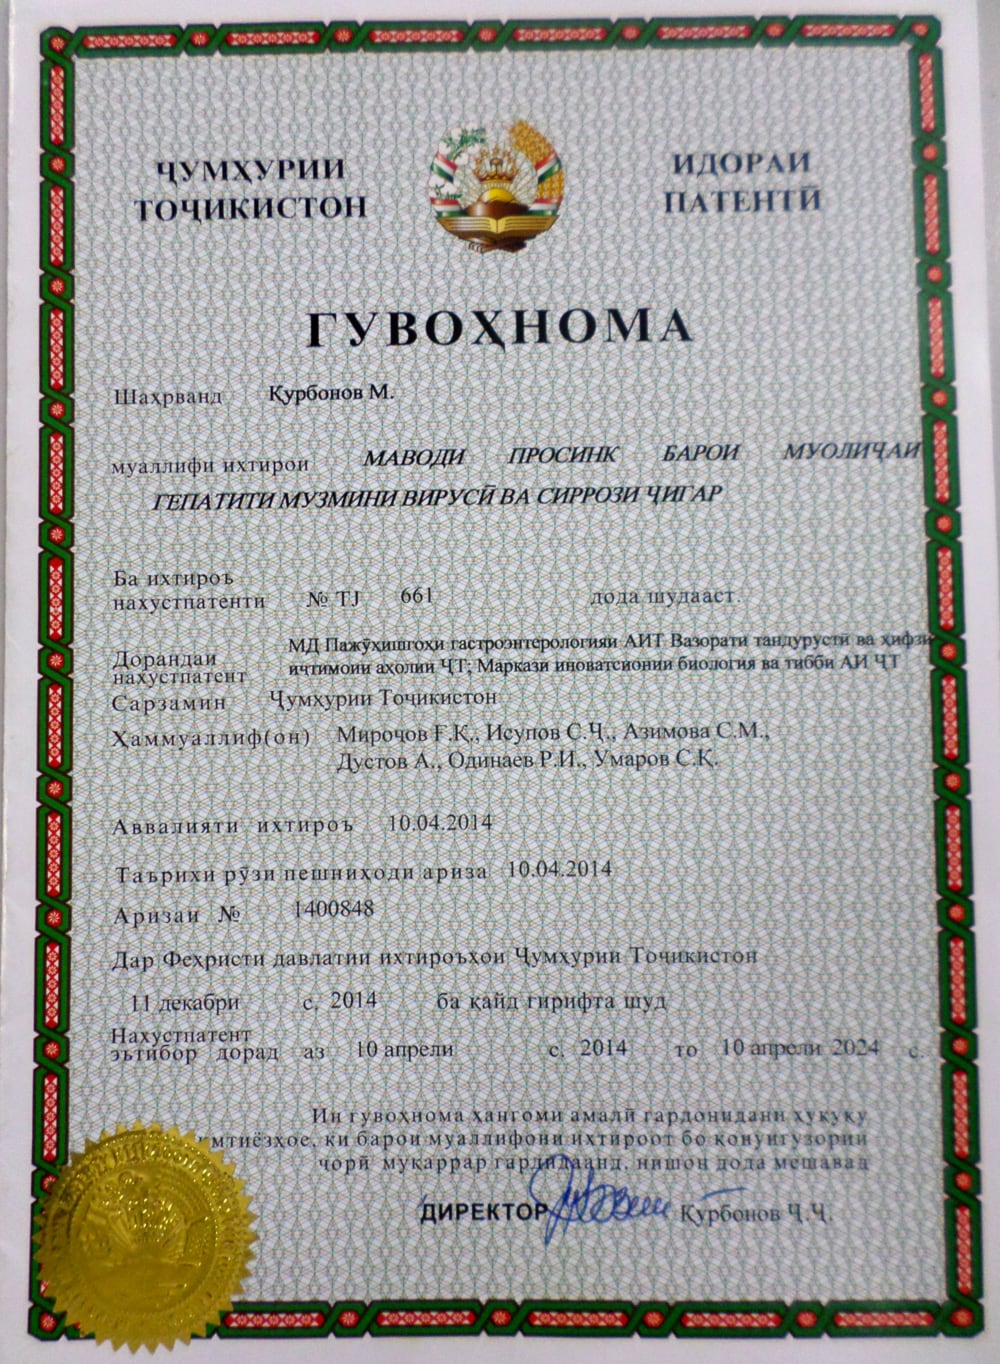 ҶУМҲУРИИ
ТОҶИКИСТОН
ИДОРАИ
ПАТЕНТӢ
ГУВОҲНОМА
Шаҳрванд Қурбонов М.
муаллифи ихтирои МАВОДИ ПРОСИНК БАРОИ МУОЛИҶАИ
ГЕПАТИТИ МУЗМИНИ ВИРУСӢ ВА СИРРОЗИ ҶИГАР
Ба ихтироъ
нахустпатенти № TJ 661 дода шудааст.
Дорандаи
нахустпатент
МД Пажӯҳишгоҳи гастроэнтерологияи АИТ Вазорати тандурустӣ ва ҳифзи
иҷтимоии аҳолии ҶТ; Маркази иноватсионии биология ва тибби АИ ҶТ
Сарзамин Ҷумҳурии Тоҷикистон
Ҳаммуаллиф(он) Мироҷов Ғ.Қ., Исупов С.Ҷ., Азимова С.М.,
Дустов А., Одинаев Р.И., Умаров С.Қ.
Аввалияти ихтироъ 10.04.2014
Таърихи рӯзи пешниҳоди ариза 10.04.2014
Аризаи № 1400848
Дар Феҳристи давлатии ихтироъҳои Ҷумҳурии Тоҷикистон
11 декабри с. 2014 ба қайд гирифта шуд
Нахустпатент
эътибор дорад аз 10 апрели с. 2014 то 10 апрели 2024 с.
Ин гувоҳнома ҳангоми амалӣ гардонидани ҳуқуқу
имтиёзҳое, ки барои муаллифони ихтироот бо қонунгузории
ҷорӣ муқаррар гардидаанд, нишон дода мешавад
ДИРЕКТОР Қурбонов Ҷ.Ҷ.